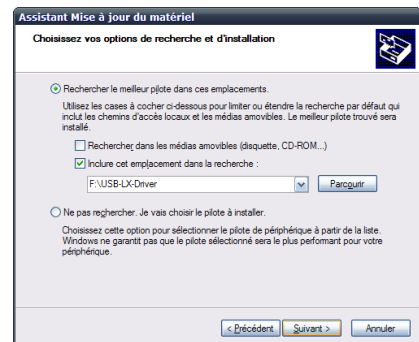 Assistant Mise à jour du matériel
Choisissez vos options de recherche et d'installation
Rechercher le meilleur pilote dans ces emplacements.
Utilisez les cases à cocher ci-dessous pour limiter ou étendre la recherche par défaut qui
inclut les chemins d'accès locaux et les médias amovibles. Le meilleur pilote trouvé sera
installé.
Rechercher dans les médias amovibles (disquette, CD-ROM...)
Inclure cet emplacement dans la recherche :
F:\USB-LX-Driver
Parcourir
Ne pas rechercher. Je vais choisir le pilote à installer.
Choisissez cette option pour sélectionner le pilote de périphérique à partir de la liste.
Windows ne garantit pas que le pilote sélectionné sera le plus performant pour votre
périphérique.
< Précédent Suivant > Annuler